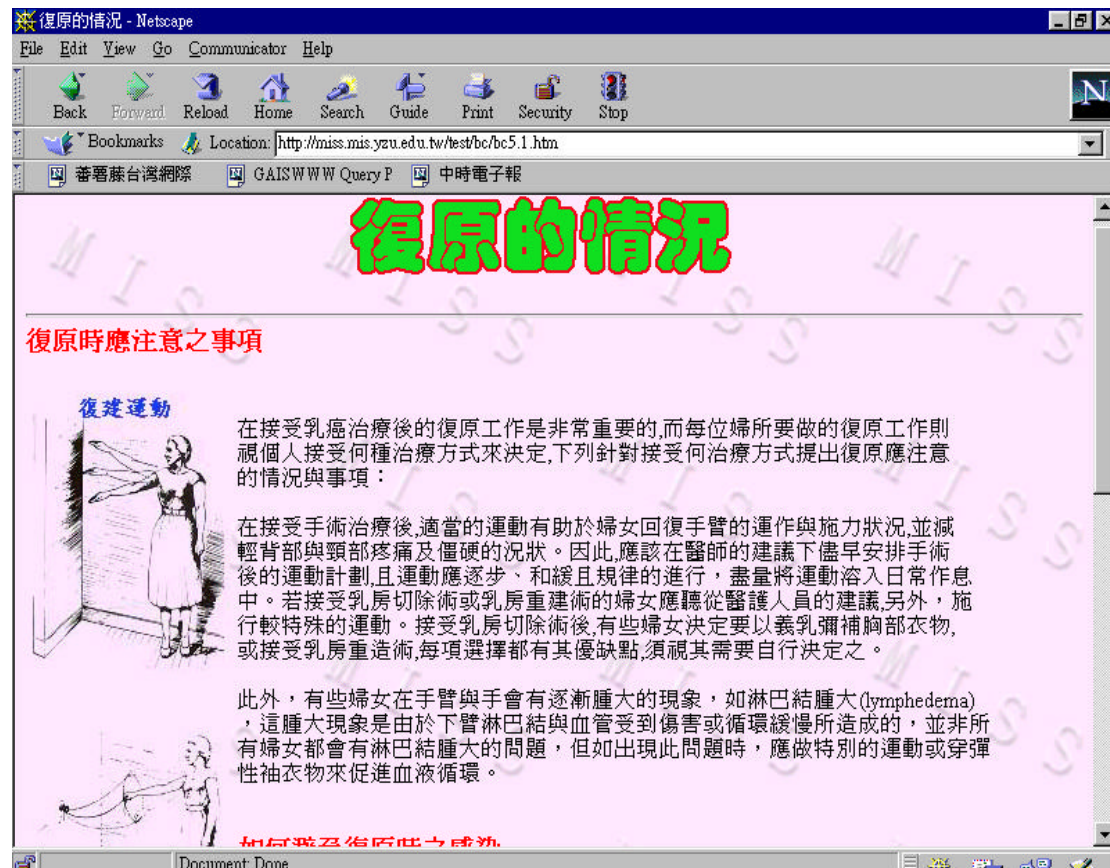 復原的情況 - Netscape
File Edit View Go Communicator Help
Back Forward Reload Home Search Guide Print Security Stop
N
Bookmarks Location: http://miss.mis.yzu.edu.tw/test/bc/bc5.1.htm
蕃薯藤台灣網際 GAISWWW Query P 中時電子報
復原的情況
復原時應注意之事項
復建運動
在接受乳癌治療後的復原工作是非常重要的,而每位婦所要做的復原工作則
視個人接受何種治療方式來決定,下列針對接受何治療方式提出復原應注意
的情況與事項：
在接受手術治療後,適當的運動有助於婦女回復手臂的運作與施力狀況,並減
輕背部與頸部疼痛及僵硬的況狀。因此,應該在醫師的建議下儘早安排手術
後的運動計劃,且運動應逐步、和緩且規律的進行，盡量將運動溶入日常作息
中。若接受乳房切除術或乳房重建術的婦女應聽從醫護人員的建議,另外，施
行較特殊的運動。接受乳房切除術後,有些婦女決定要以義乳彌補胸部衣物,
或接受乳房重造術,每項選擇都有其優缺點,須視其需要自行決定之。
此外，有些婦女在手臂與手會有逐漸腫大的現象，如淋巴結腫大(lymphedema)
，這腫大現象是由於下臂淋巴結與血管受到傷害或循環緩慢所造成的，並非所
有婦女都會有淋巴結腫大的問題，但如出現此問題時，應做特別的運動或穿彈
性袖衣物來促進血液循環。
Document: Done
MISS